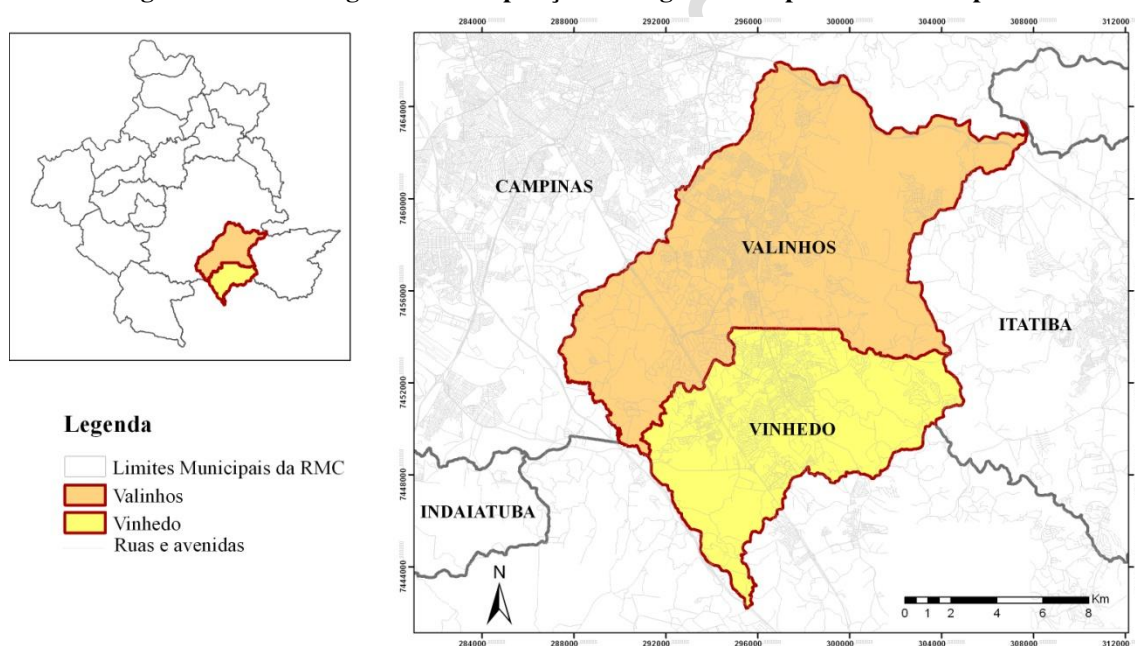 284000 288000 292000 296000 300000 304000 308000 312000
7464000
CAMPINAS
7460000
VALINHOS
7456000
ITATIBA
7452000
Legenda
VINHEDO
Limites Municipais da RMC
7448000
Valinhos
INDAIATUBA
Vinhedo
Ruas e avenidas
7444000
N
Km
0 1 2 4 6 8
284000 288000 292000 296000 300000 304000 308000 312000